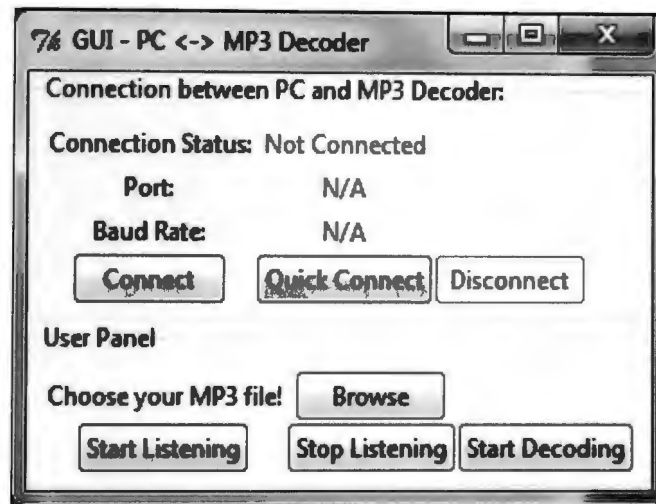 GUI - PC <-> MP3 Decoder
Connection between PC and MP3 Decoder:
Connection Status: Not Connected
Port: N/A
Baud Rate: N/A
Connect Quick Connect Disconnect
User Panel
Choose your MP3 file! Browse
Start Listening Stop Listening Start Decoding